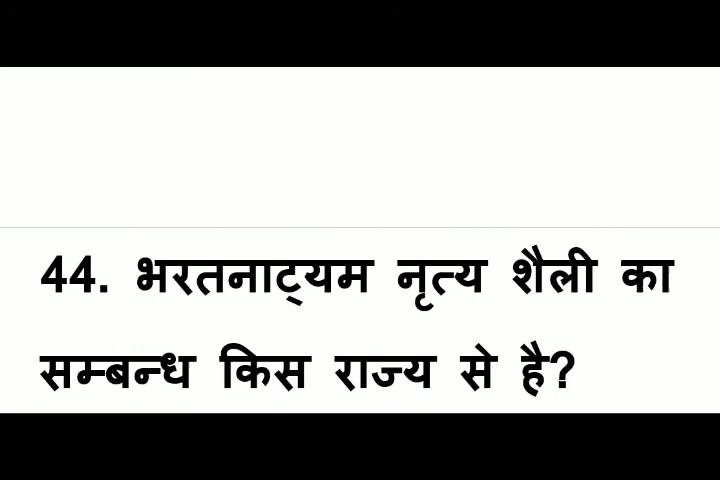 44. भरतनाट्यम नृत्य शैली का
सम्बन्ध किस राज्य से है?